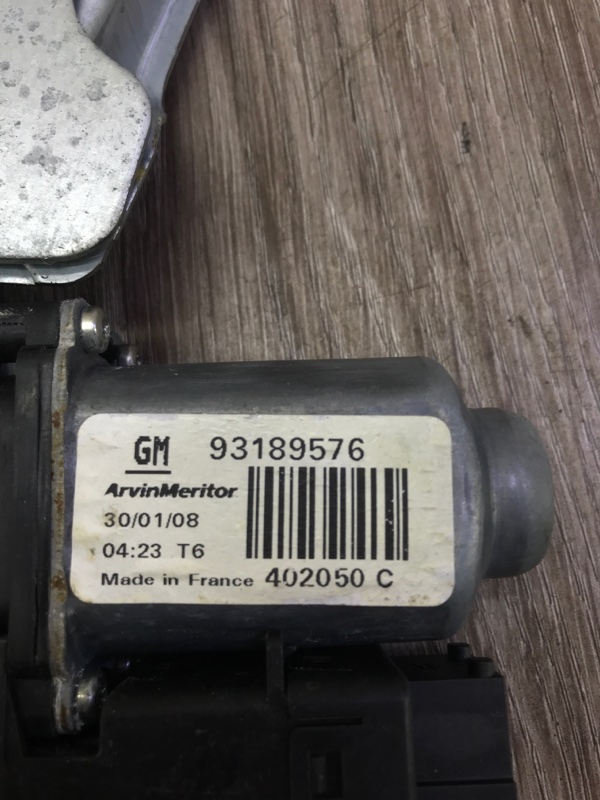 GM 93189576
ArvinMeritor
30/01/08
04:23 T6
Made in France 402050 C